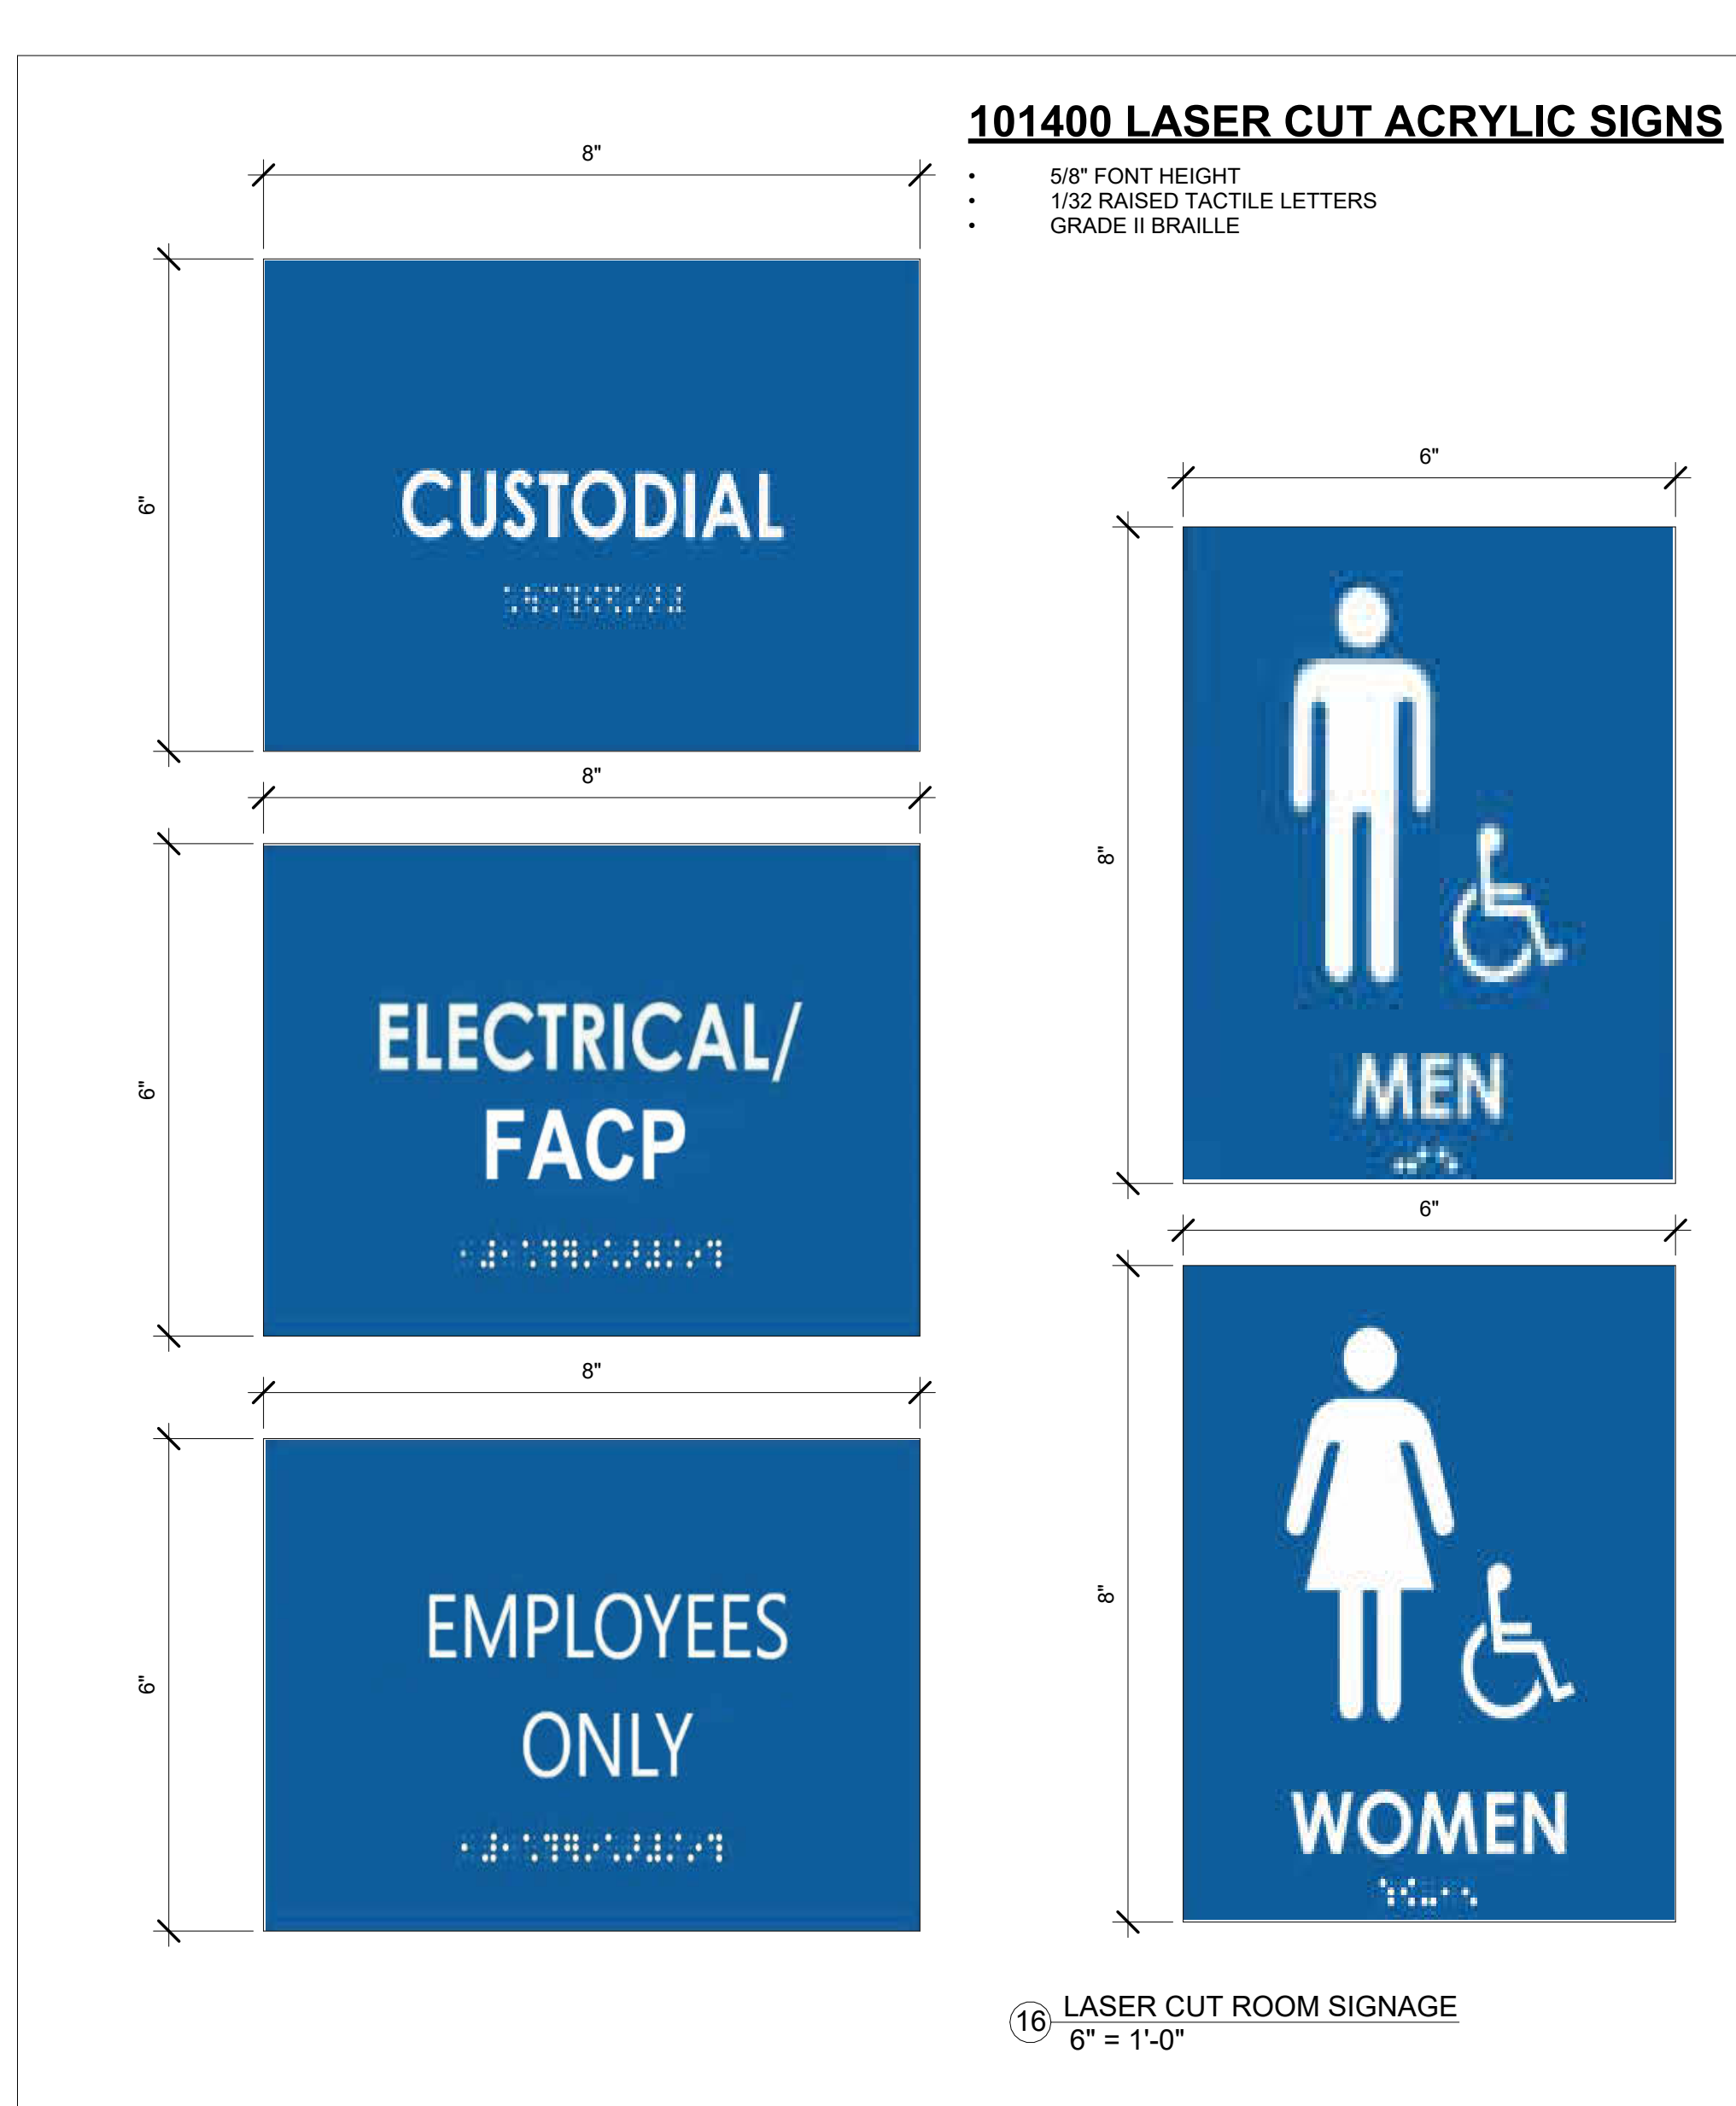 101400 LASER CUT ACRYLIC SIGNS
• 5/8" FONT HEIGHT
• 1/32 RAISED TACTILE LETTERS
• GRADE II BRAILLE
8"
6"
CUSTODIAL
8"
6"
ELECTRICAL/
FACP
8"
6"
EMPLOYEES
ONLY
6"
8"
MEN
6"
8"
WOMEN
16 LASER CUT ROOM SIGNAGE
6" = 1'-0"